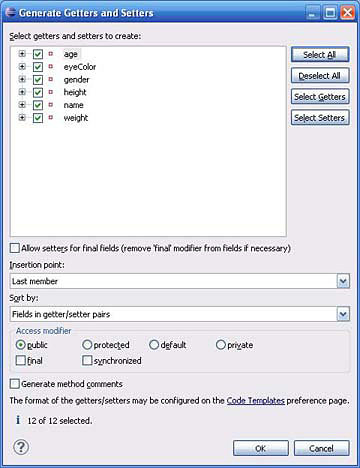 Generate Getters and Setters
Select getters and setters to create:
age
eyeColor
gender
height
name
weight
Select All
Deselect All
Select Getters
Select Setters
Allow setters for final fields (remove 'final' modifier from fields if necessary)
Insertion point:
Last member
Sort by:
Fields in getter/setter pairs
Access modifier
public protected default private
final synchronized
Generate method comments
The format of the getters/setters may be configured on the Code Templates preference page.
i 12 of 12 selected.
? OK Cancel